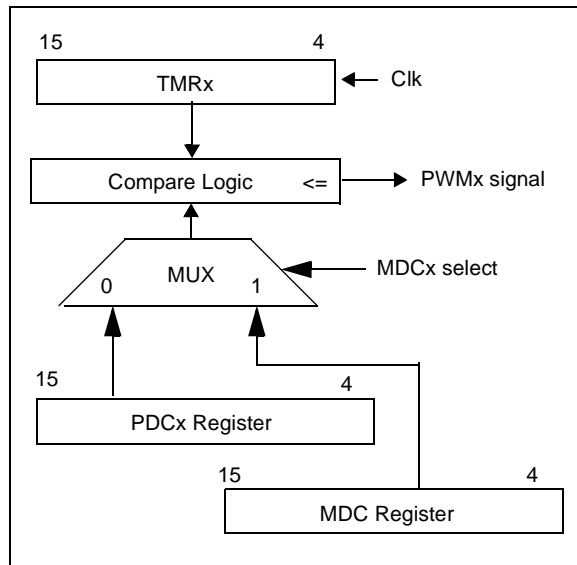 15 4
TMRx
Clk
Compare Logic <=
PWMx signal
MDCx select
MUX
0 1
15 4
PDCx Register
15 4
MDC Register